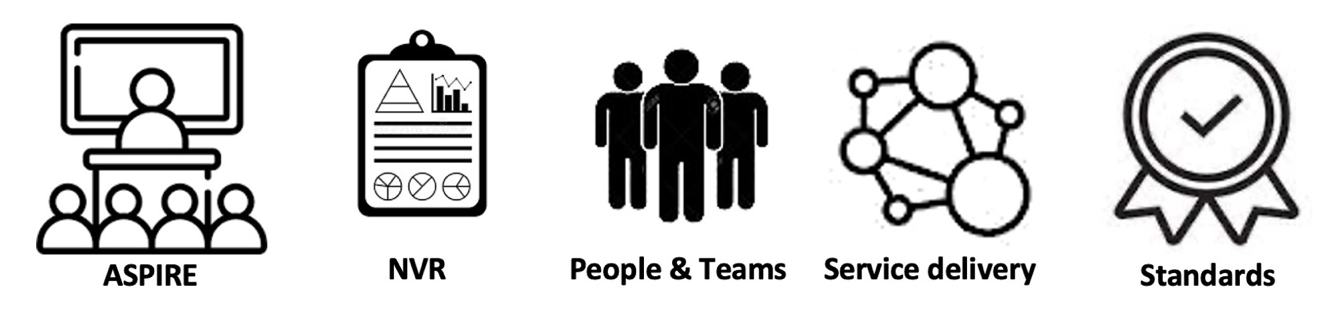 ASPIRE
NVR
People & Teams
Service delivery
Standards